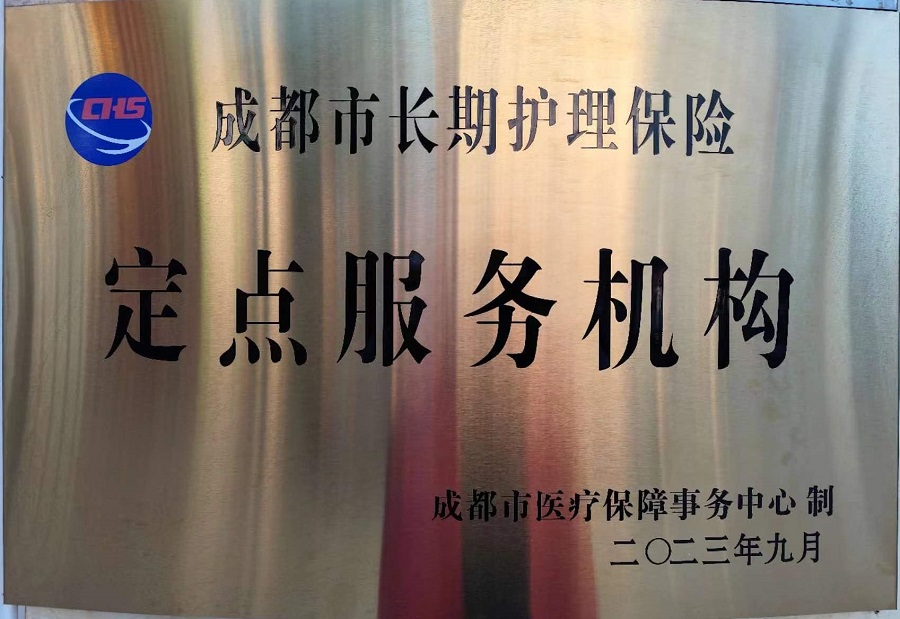 CHS
成都市长期护理保险
定点服务机构
成都市医疗保障事务中心 制
二〇二三年九月